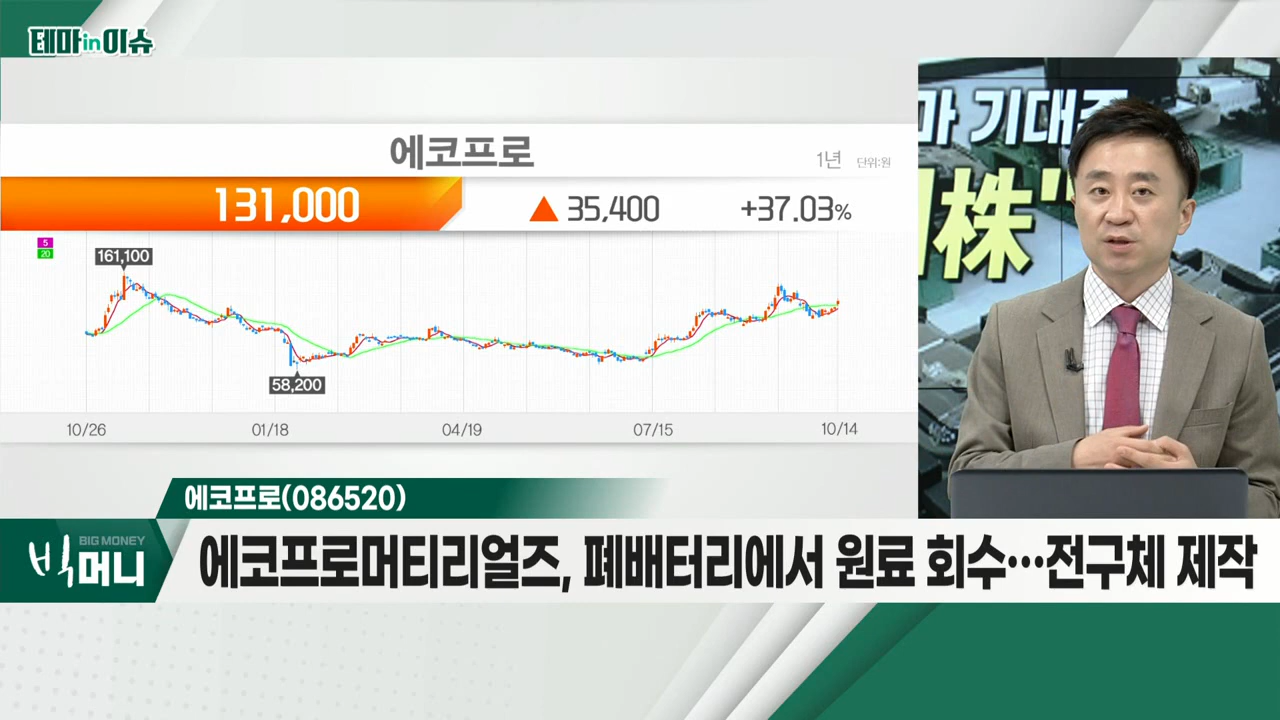 테마in이슈
마 기대주
株"
에코프로
1년 단위:원
131,000 ▲ 35,400 +37.03%
5
20
161,100
58,200
10/26 01/18 04/19 07/15 10/14
에코프로(086520)
빅머니 BIG MONEY
에코프로머티리얼즈, 폐배터리에서 원료 회수…전구체 제작